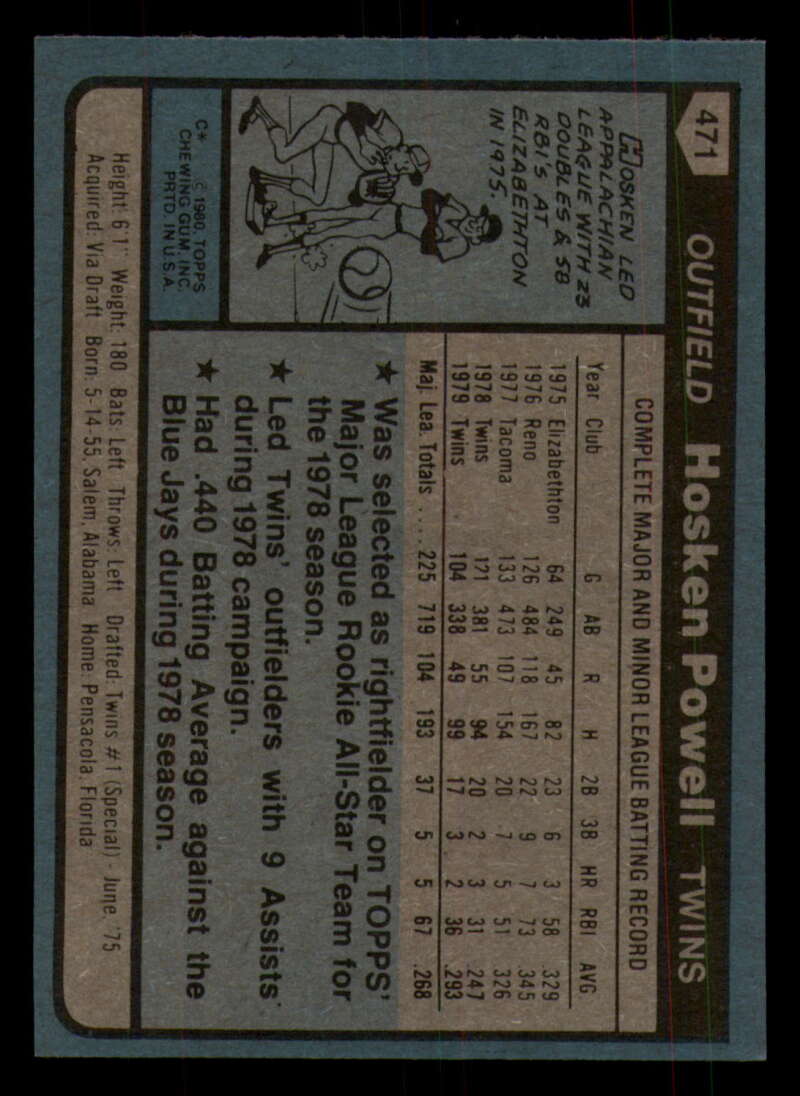 471 OUTFIELD Hosken Powell TWINS
HOSKEN LED
APPALACHIAN
LEAGUE WITH 23
DOUBLES & 58
RBI'S AT
ELIZABETHTON
IN 1975.
C* © 1980, TOPPS
CHEWING GUM, INC.
PRTD. IN U.S.A.
COMPLETE MAJOR AND MINOR LEAGUE BATTING RECORD
Year Club G AB R H 2B 3B HR RBI AVG
1975 Elizabethton 64 249 45 82 23 6 3 58 .329
1976 Reno 126 484 118 167 22 9 7 73 .345
1977 Tacoma 133 473 107 154 20 7 5 51 .326
1978 Twins 121 381 55 94 20 2 3 31 .247
1979 Twins 104 338 49 99 17 3 2 36 .293
Maj. Lea. Totals .... 225 719 104 193 37 5 5 67 .268
★ Was selected as rightfielder on TOPPS'
Major League Rookie All-Star Team for
the 1978 season.
★ Led Twins' outfielders with 9 Assists
during 1978 campaign.
★ Had .440 Batting Average against the
Blue Jays during 1978 season.
Height: 6'1" Weight: 180 Bats: Left Throws: Left Drafted: Twins #1 (Special)-June, '75
Acquired: Via Draft Born: 5-14-55, Salem, Alabama Home: Pensacola, Florida